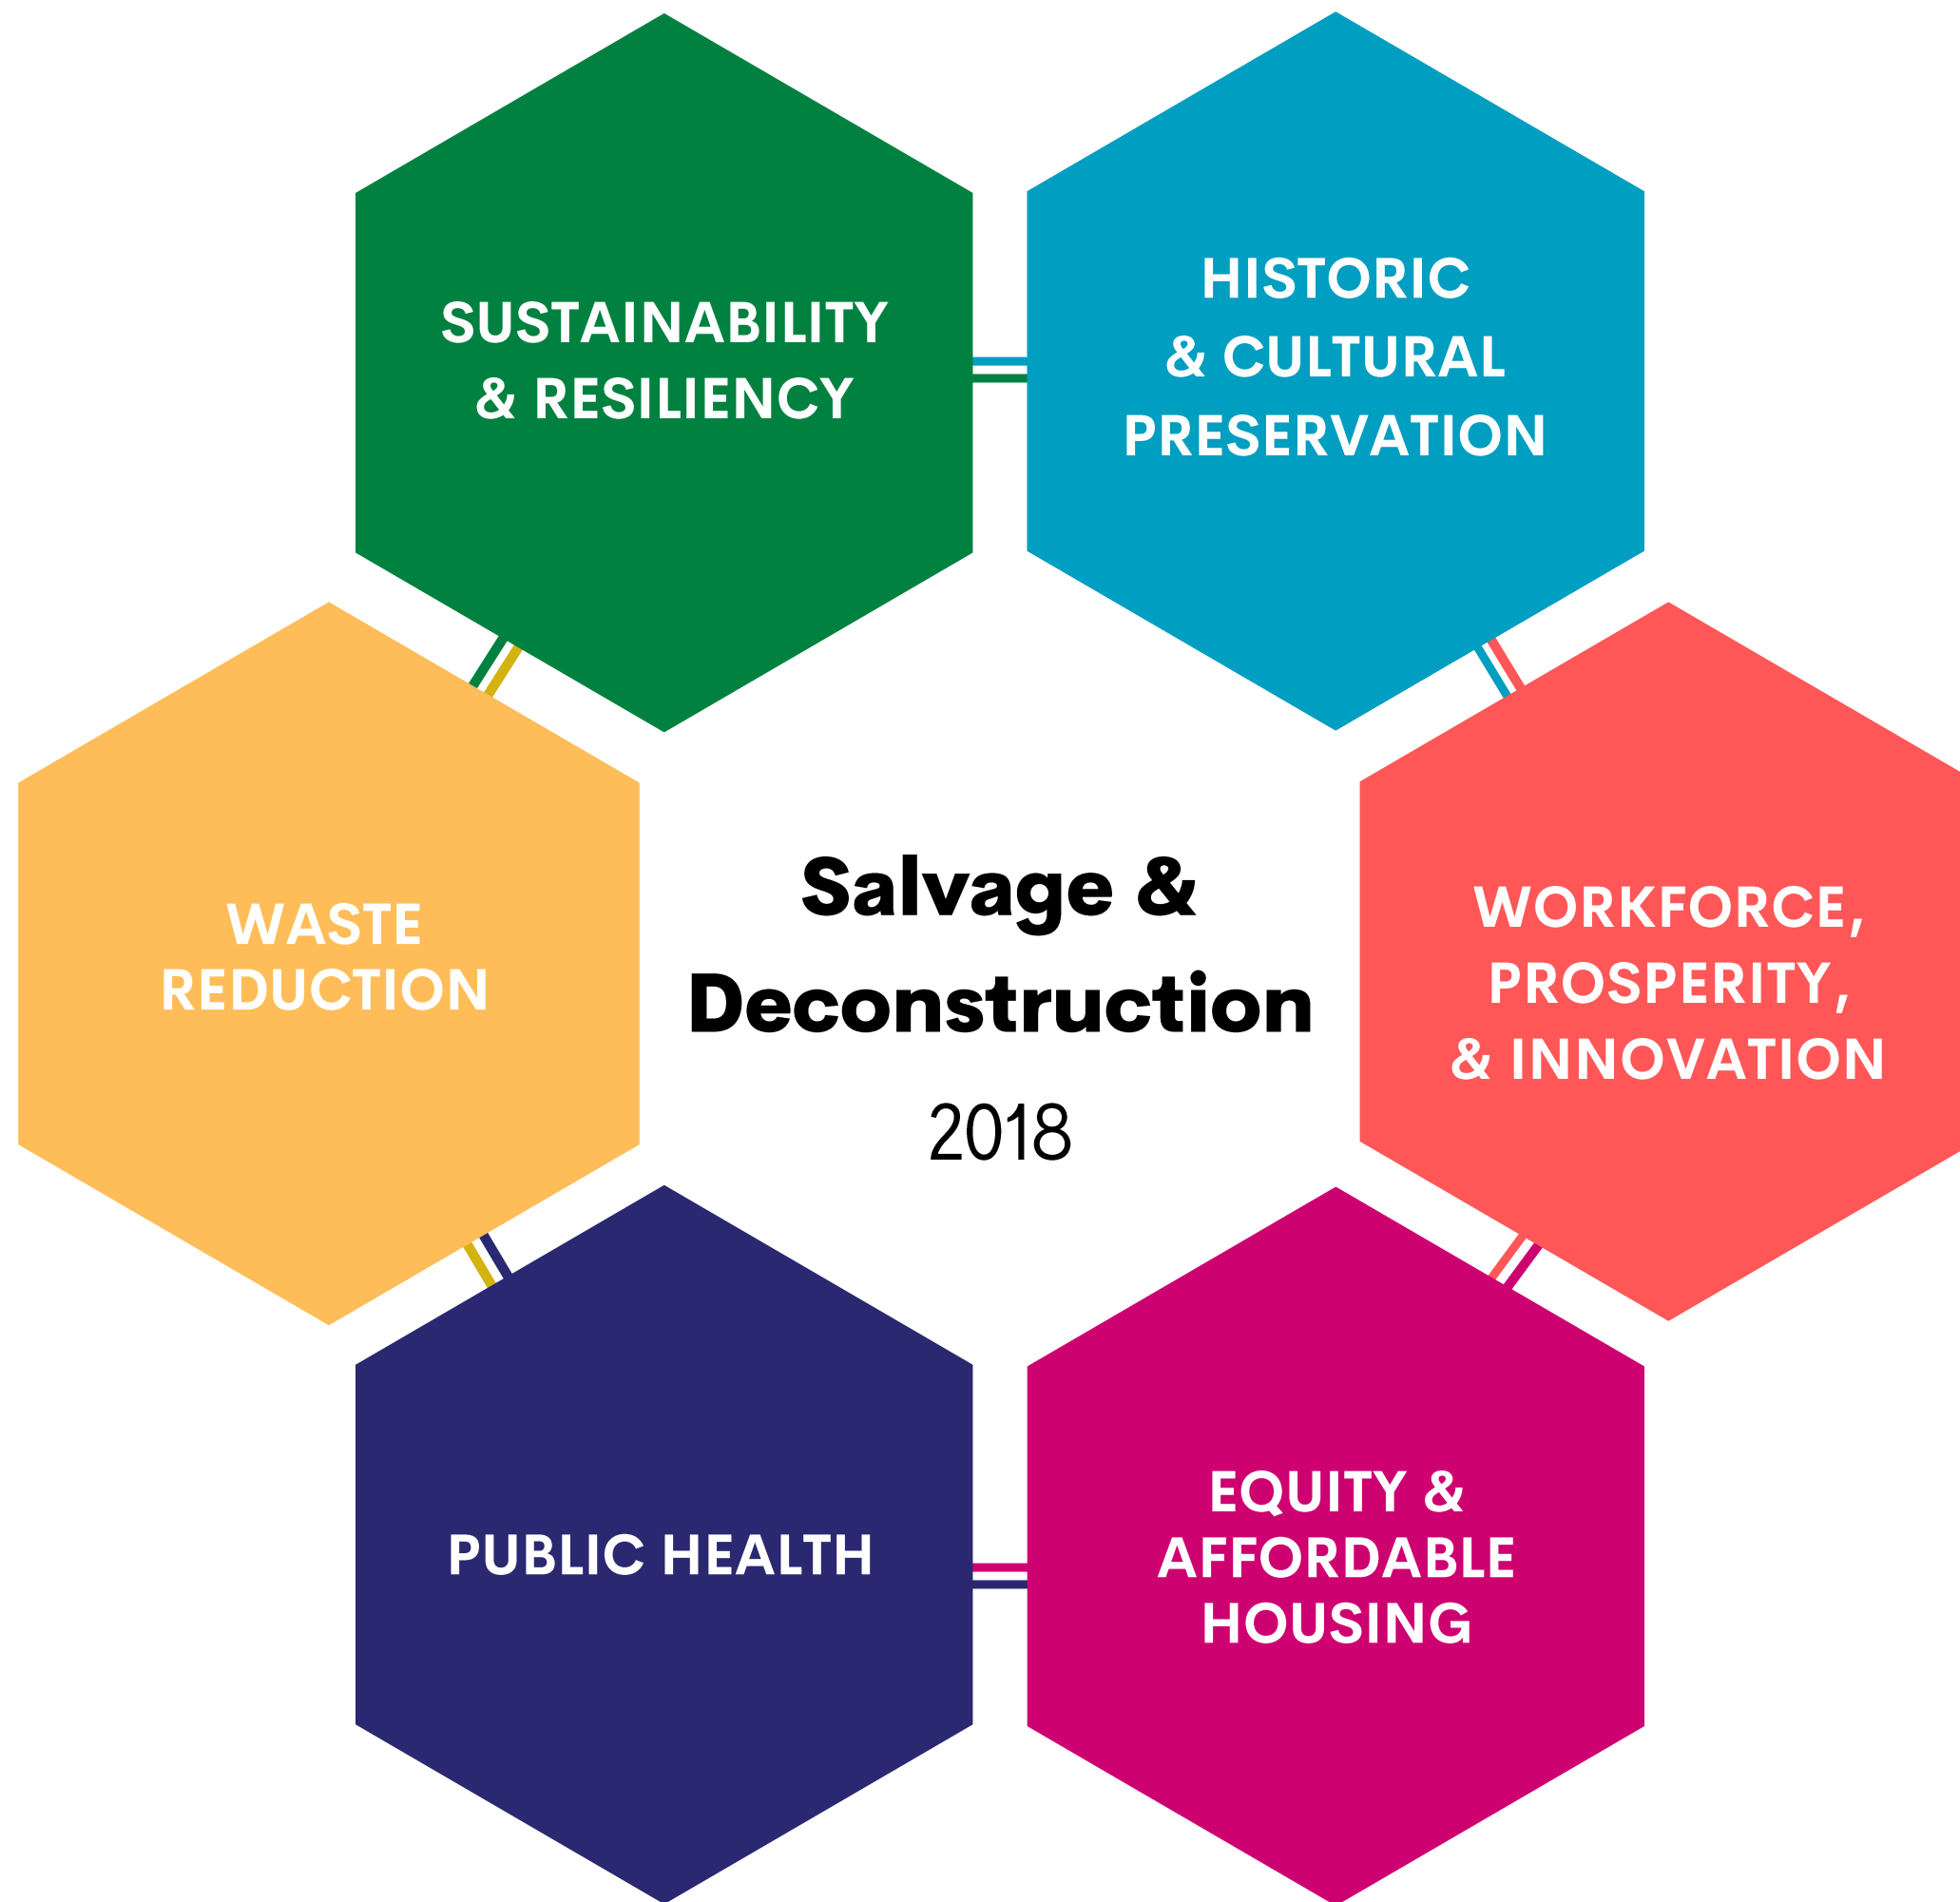 SUSTAINABILITY
& RESILIENCY
HISTORIC
& CULTURAL
PRESERVATION
WASTE
REDUCTION
Salvage &
Deconstruction
2018
WORKFORCE,
PROSPERITY,
& INNOVATION
PUBLIC HEALTH
EQUITY &
AFFORDABLE
HOUSING